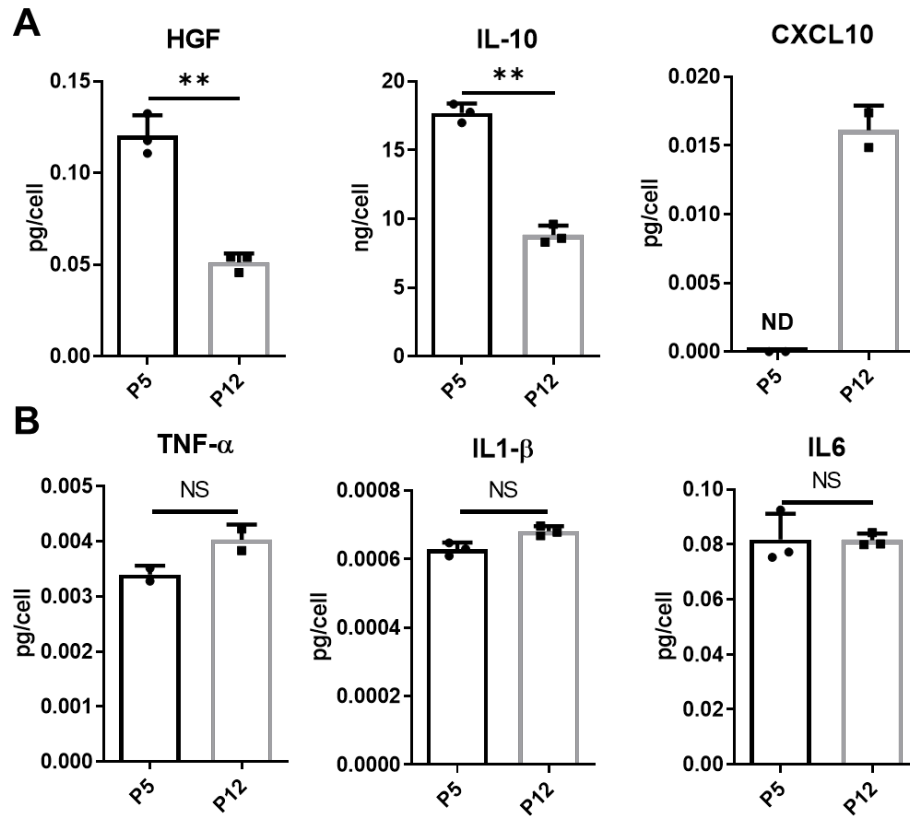 A
HGF
**
0.15
0.10
0.05
0.00
pg/cell
P5
P12
IL-10
**
20
15
10
5
0
ng/cell
P5
P12
CXCL10
0.020
0.015
0.010
0.005
0.000
pg/cell
ND
P5
P12
B
TNF-α
NS
0.005
0.004
0.003
0.002
0.001
0.000
pg/cell
P5
P12
IL1-β
NS
0.0008
0.0006
0.0004
0.0002
0.0000
pg/cell
P5
P12
IL6
NS
0.10
0.08
0.06
0.04
0.02
0.00
pg/cell
P5
P12